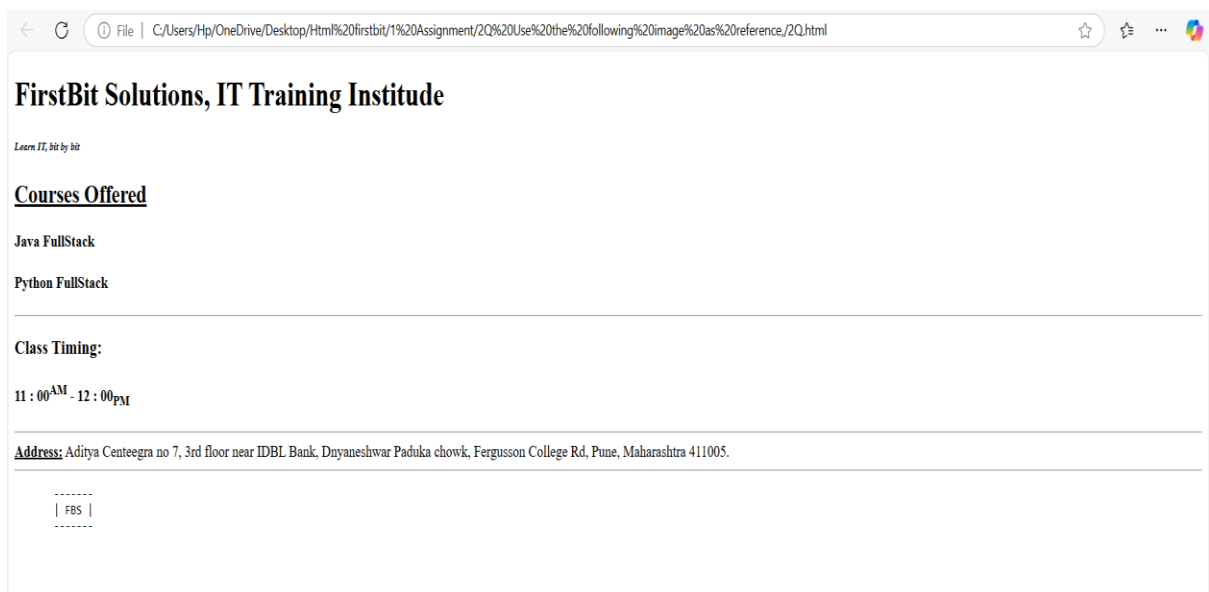 File | C:/Users/Hp/OneDrive/Desktop/Html%20firstbit/1%20Assignment/2Q%20Use%20the%20following%20image%20as%20reference,/2Q.html
FirstBit Solutions, IT Training Institude
Learn IT, bit by bit
Courses Offered
Java FullStack
Python FullStack
Class Timing:
11 : 00AM - 12 : 00PM
Address: Aditya Centeegra no 7, 3rd floor near IDBL Bank, Dnyaneshwar Paduka chowk, Fergusson College Rd, Pune, Maharashtra 411005.
-------
| FBS |
-------